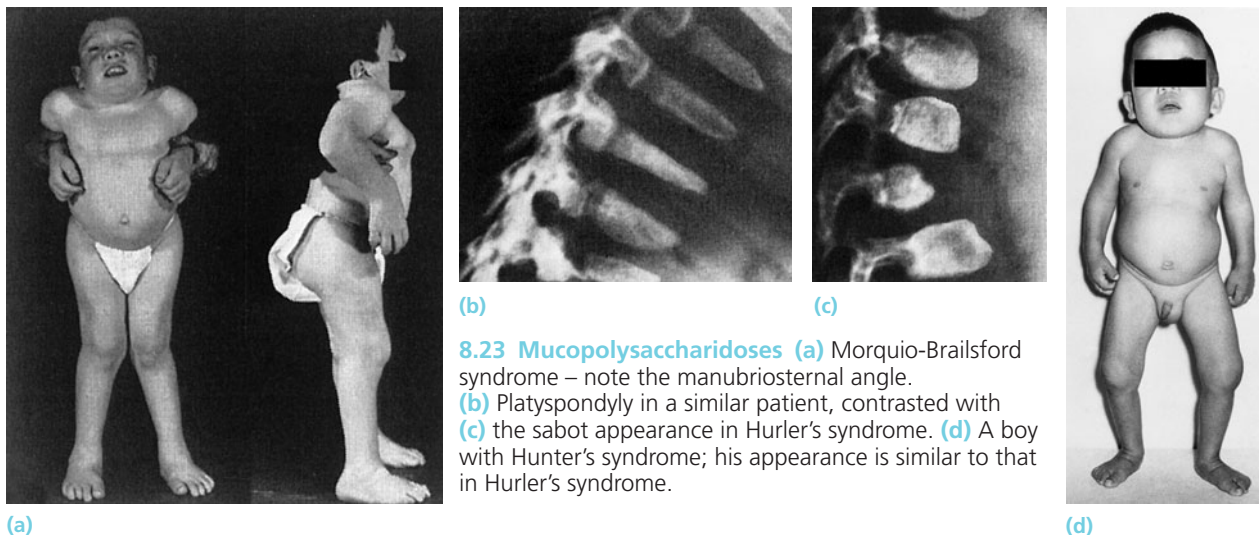 (b)
(c)
8.23 Mucopolysaccharidoses (a) Morquio-Brailsford
syndrome – note the manubriosternal angle.
(b) Platyspondyly in a similar patient, contrasted with
(c) the sabot appearance in Hurler’s syndrome. (d) A boy
with Hunter’s syndrome; his appearance is similar to that
in Hurler’s syndrome.
(a)
(d)